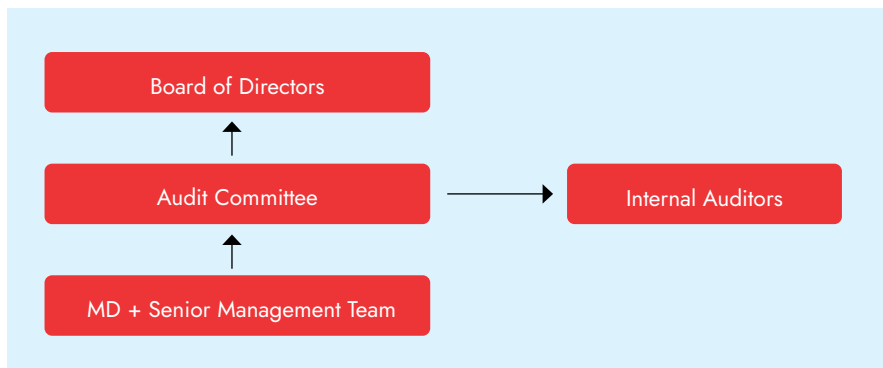 Board of Directors
Audit Committee
Internal Auditors
MD + Senior Management Team